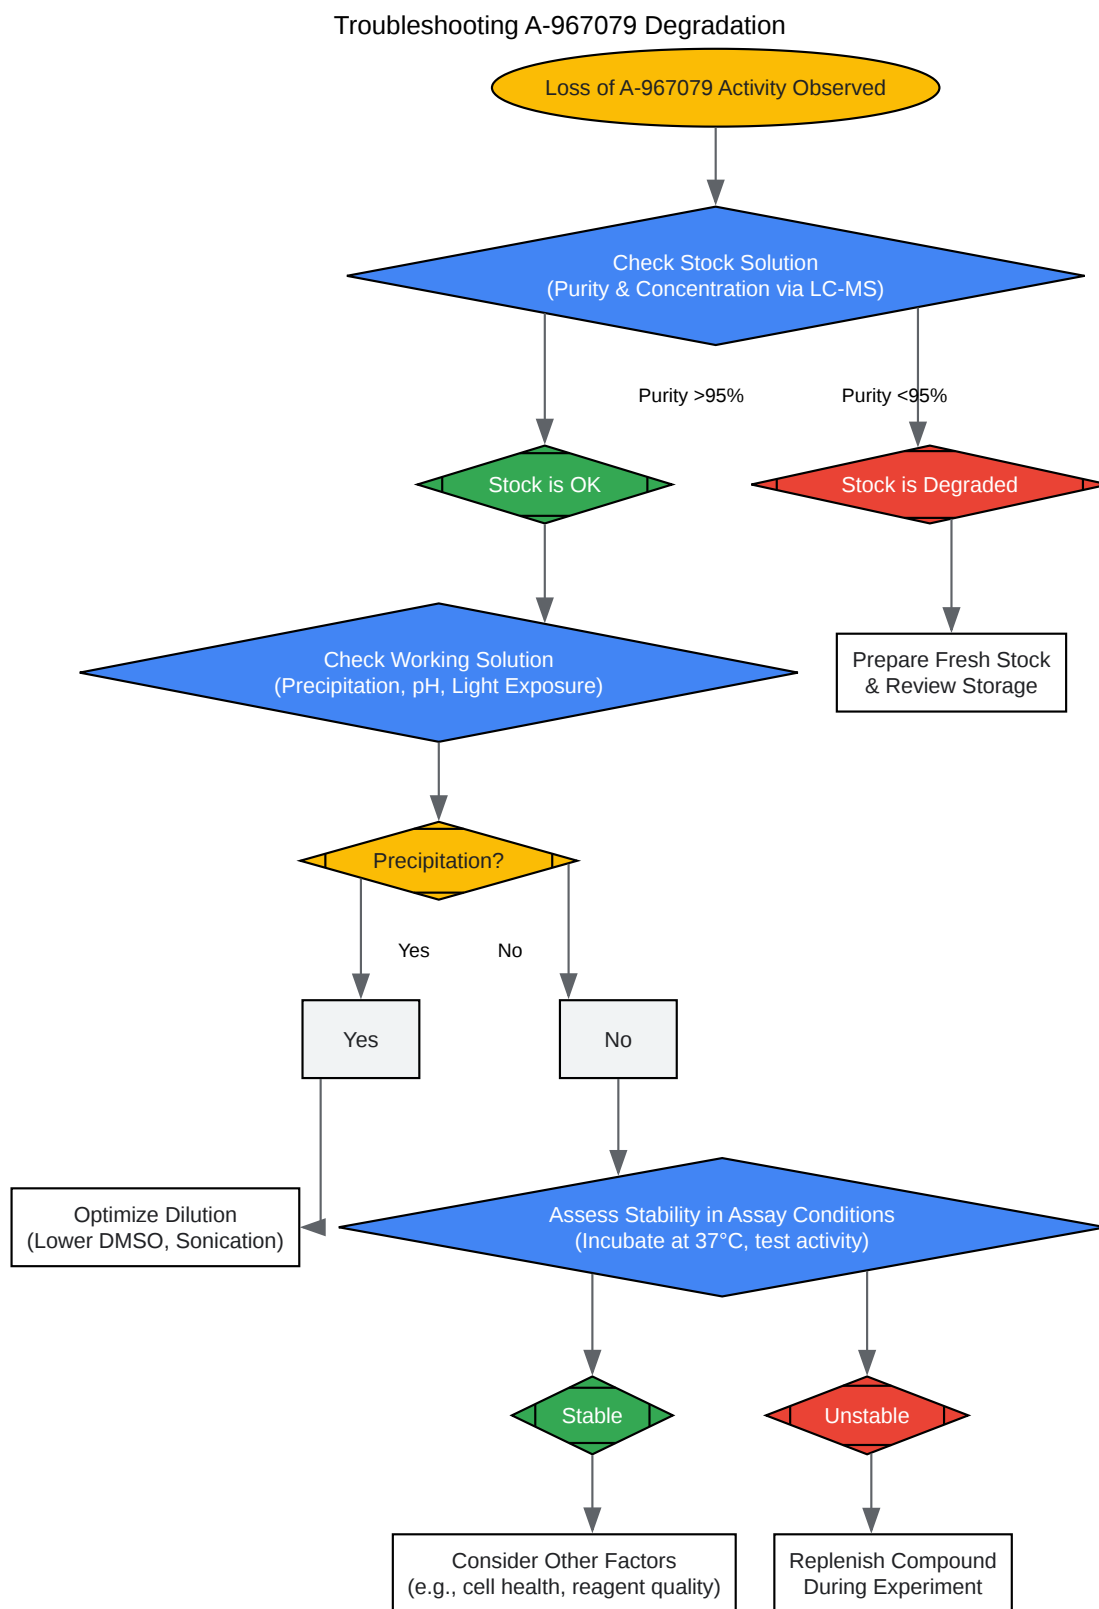 Troubleshooting A-967079 Degradation
Loss of A-967079 Activity Observed
Check Stock Solution
(Purity & Concentration via LC-MS)
Purity >95%
Purity <95%
Stock is OK
Stock is Degraded
Check Working Solution
(Precipitation, pH, Light Exposure)
Prepare Fresh Stock
& Review Storage
Precipitation?
Yes
No
Yes
No
Optimize Dilution
(Lower DMSO, Sonication)
Assess Stability in Assay Conditions
(Incubate at 37°C, test activity)
Stable
Unstable
Consider Other Factors
(e.g., cell health, reagent quality)
Replenish Compound
During Experiment